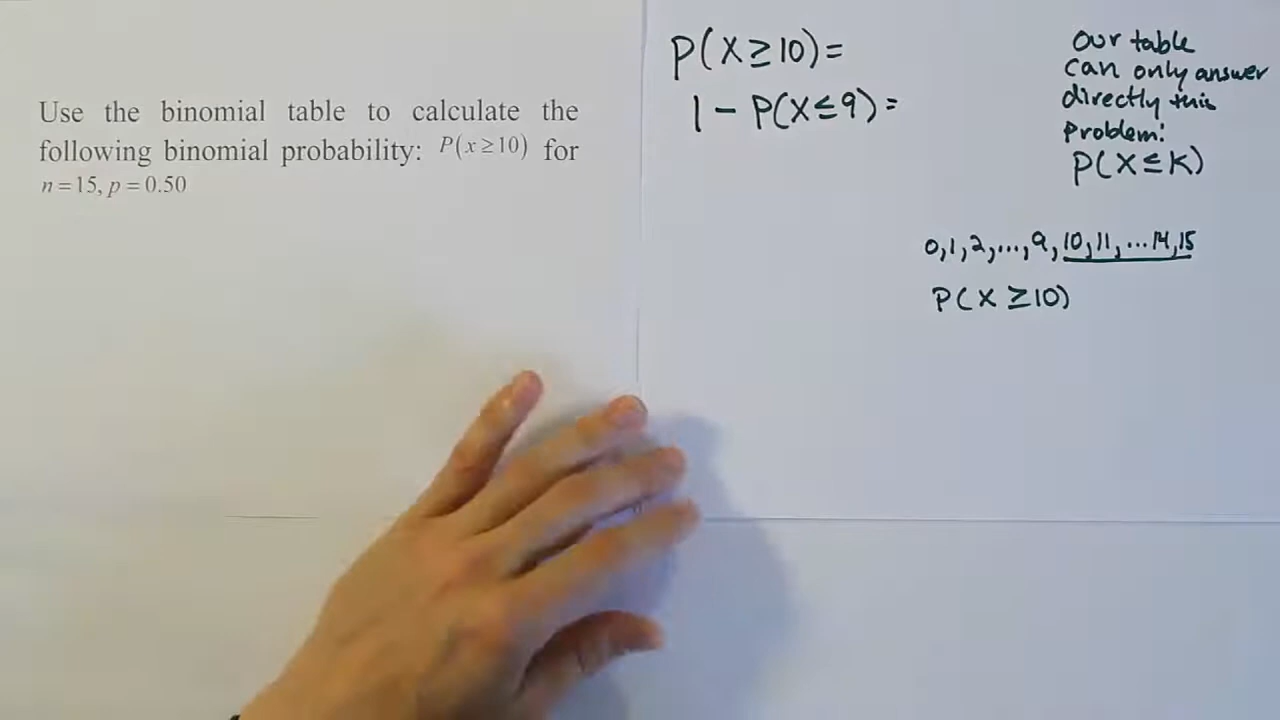 Use the binomial table to calculate the
following binomial probability: P(x≥10) for
n=15, p=0.50
P(X≥10)=
1-P(X≤9)=
our table
can only answer
directly this
problem:
P(X≤K)
0,1,2,...,9,10,11,...14,15
P(X≥10)